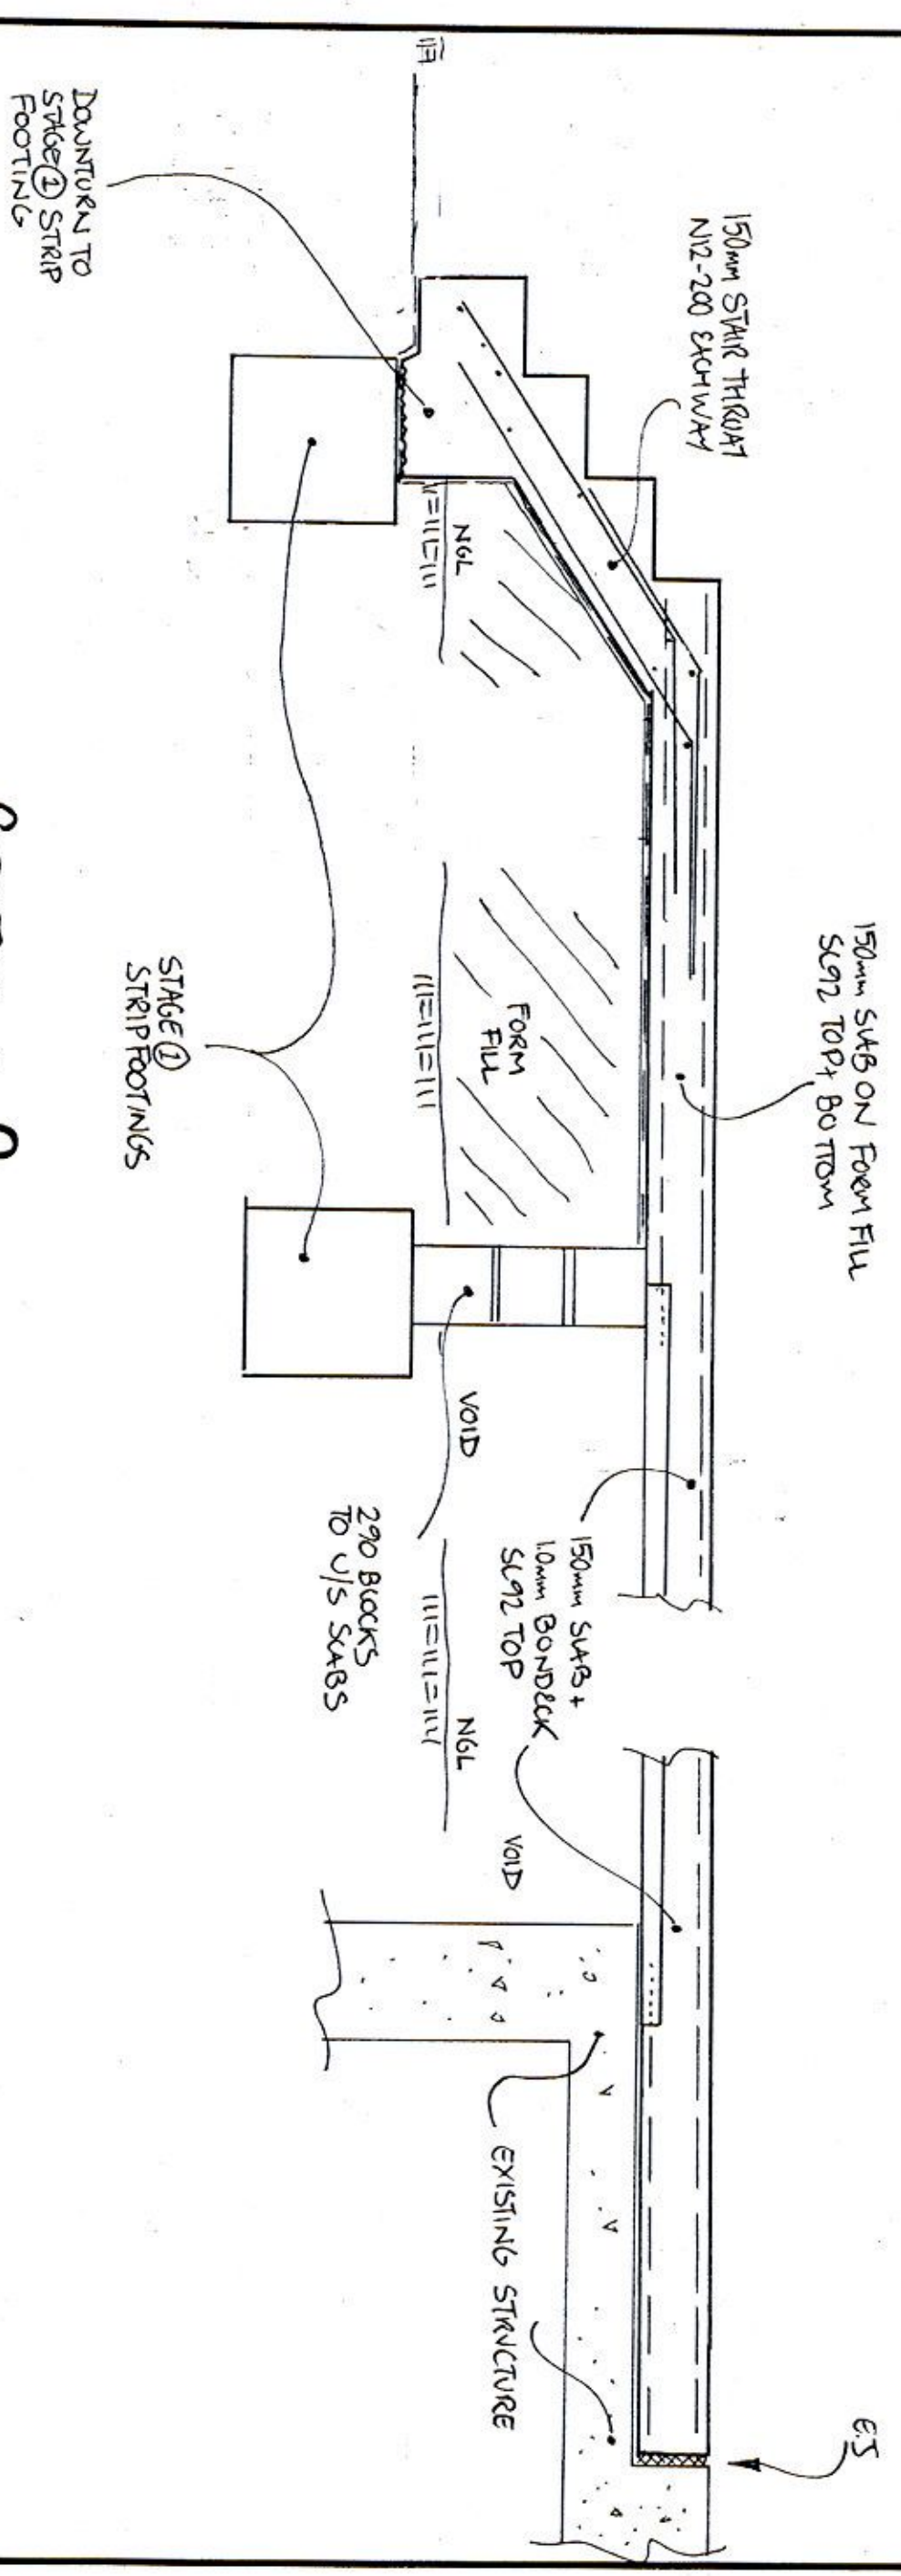 150mm STAIR THROAT
N12-200 EACH WAY
150mm SLAB ON FORM FILL
SL92 TOP + BOTTOM
E.J
NGL
FORM
FILL
VOID
150mm SLAB +
1.0mm BONDECK
SL92 TOP
NGL
VOID
EXISTING STRUCTURE
290 BLOCKS
TO U/S SLABS
DOWNTURN TO
STAGE 1 STRIP
FOOTING
STAGE 1
STRIP FOOTINGS